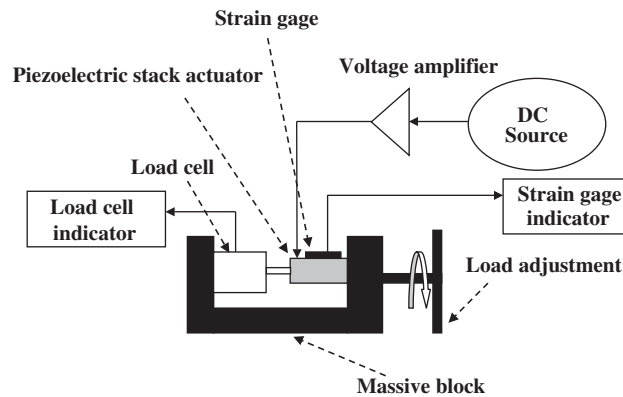 Strain gage
Piezoelectric stack actuator
Voltage amplifier
DC
Source
Load cell
Load cell
indicator
Strain gage
indicator
Load adjustment
Massive block